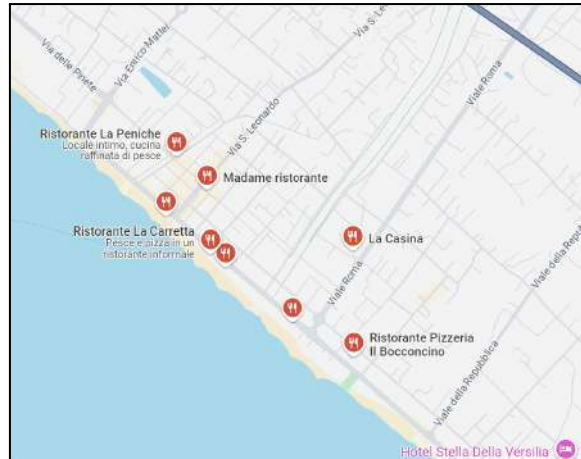 Via Enrico Mattei
Via delle Pinete
Via S. Le
Viale Roma
Via S. Leonardo
Ristorante La Peniche
Locale intimo, cucina
raffinata di pesce
Madame ristorante
Ristorante La Carretta
Pesce e pizza in un
ristorante informale
La Casina
Viale della Repubb
Viale Roma
Ristorante Pizzeria
Il Bocconcino
Viale della Repubblica
Hotel Stella Della Versilia